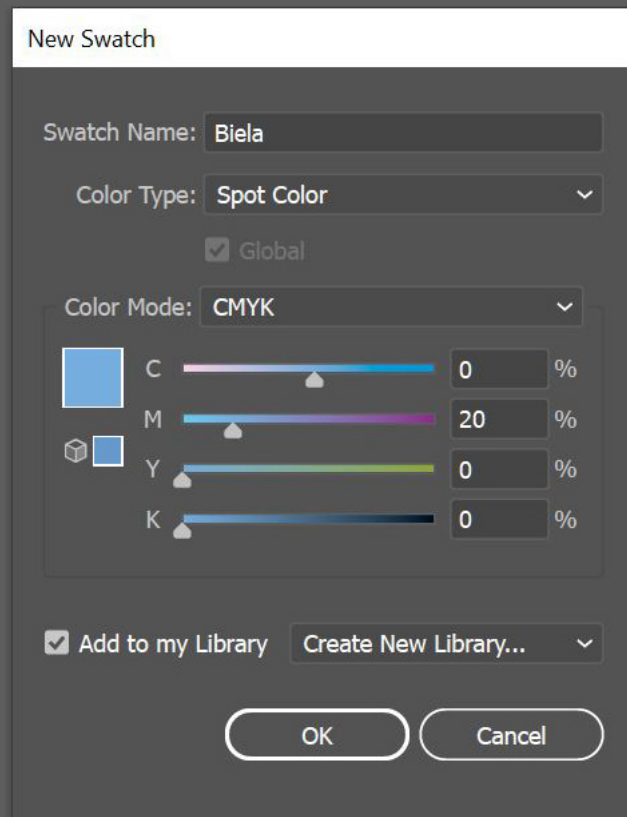 New Swatch
Swatch Name: Biela
Color Type: Spot Color
Global
Color Mode: CMYK
C 0 %
M 20 %
Y 0 %
K 0 %
Add to my Library Create New Library...
OK Cancel